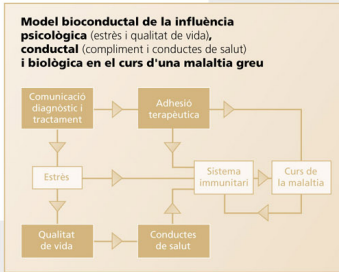 Model bioconductal de la influència
psicològica (estrès i qualitat de vida),
conductal (compliment i conductes de salut)
i biològica en el curs d'una malaltia greu
Comunicació
diagnòstic i
tractament
Adhesió
terapèutica
Estrès
Sistema
immunitari
Curs de
la malaltia
Qualitat
de vida
Conductes
de salut